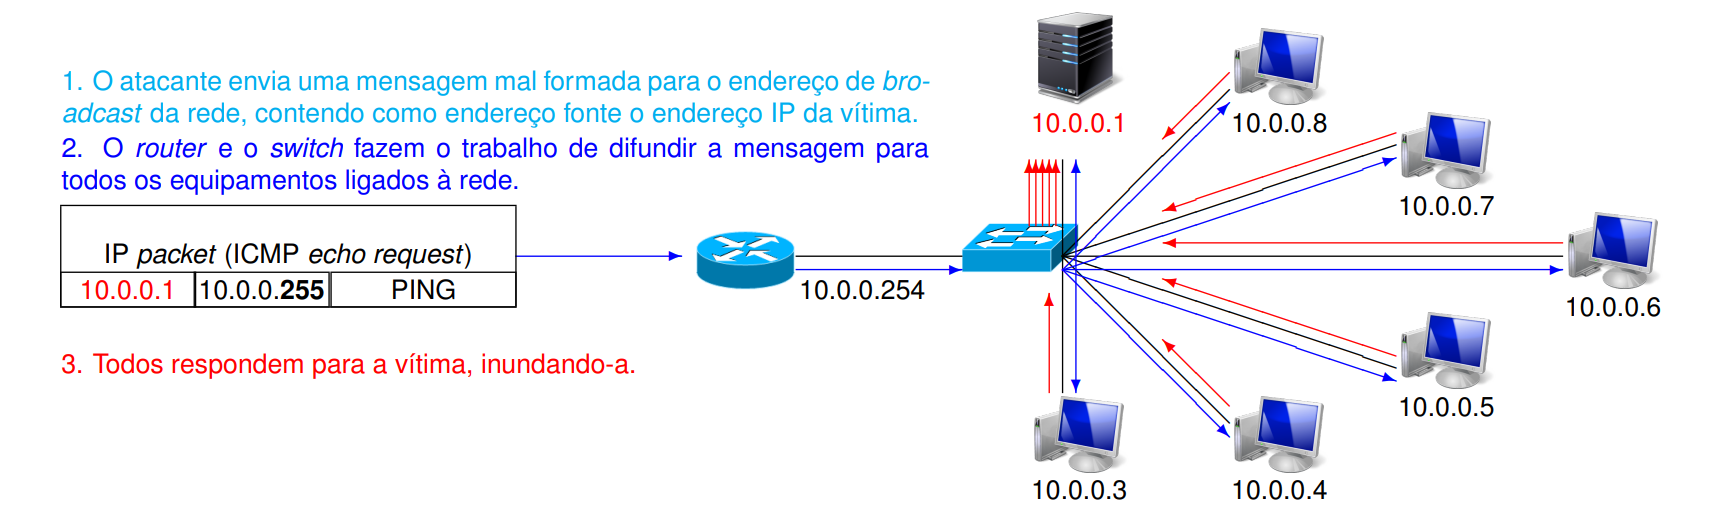 1. O atacante envia uma mensagem mal formada para o endereço de bro-
adcast da rede, contendo como endereço fonte o endereço IP da vítima.
2. O router e o switch fazem o trabalho de difundir a mensagem para
todos os equipamentos ligados à rede.
IP packet (ICMP echo request)
10.0.0.1 10.0.0.255 PING
3. Todos respondem para a vítima, inundando-a.
10.0.0.254
10.0.0.1
10.0.0.8
10.0.0.7
10.0.0.6
10.0.0.5
10.0.0.4
10.0.0.3